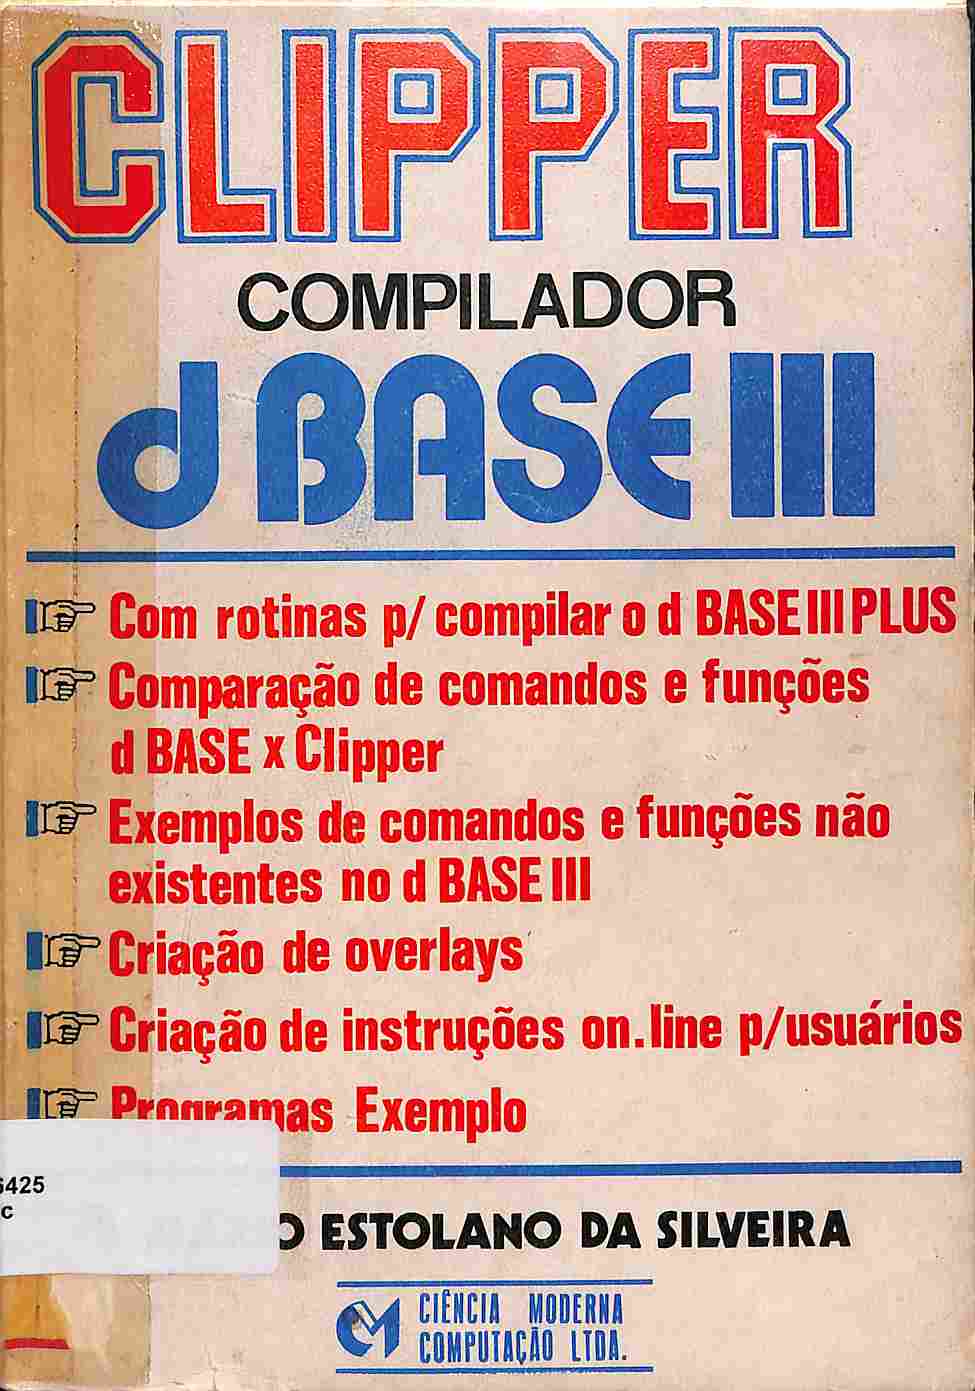 CLIPPER
COMPILADOR
d BASE III
Com rotinas p/ compilar o d BASE III PLUS
Comparação de comandos e funções
d BASE x Clipper
Exemplos de comandos e funções não
existentes no d BASE III
Criação de overlays
Criação de instruções on.line p/usuários
Programas Exemplo
6425
c
O ESTOLANO DA SILVEIRA
CIÊNCIA MODERNA
COMPUTAÇÃO LTDA.